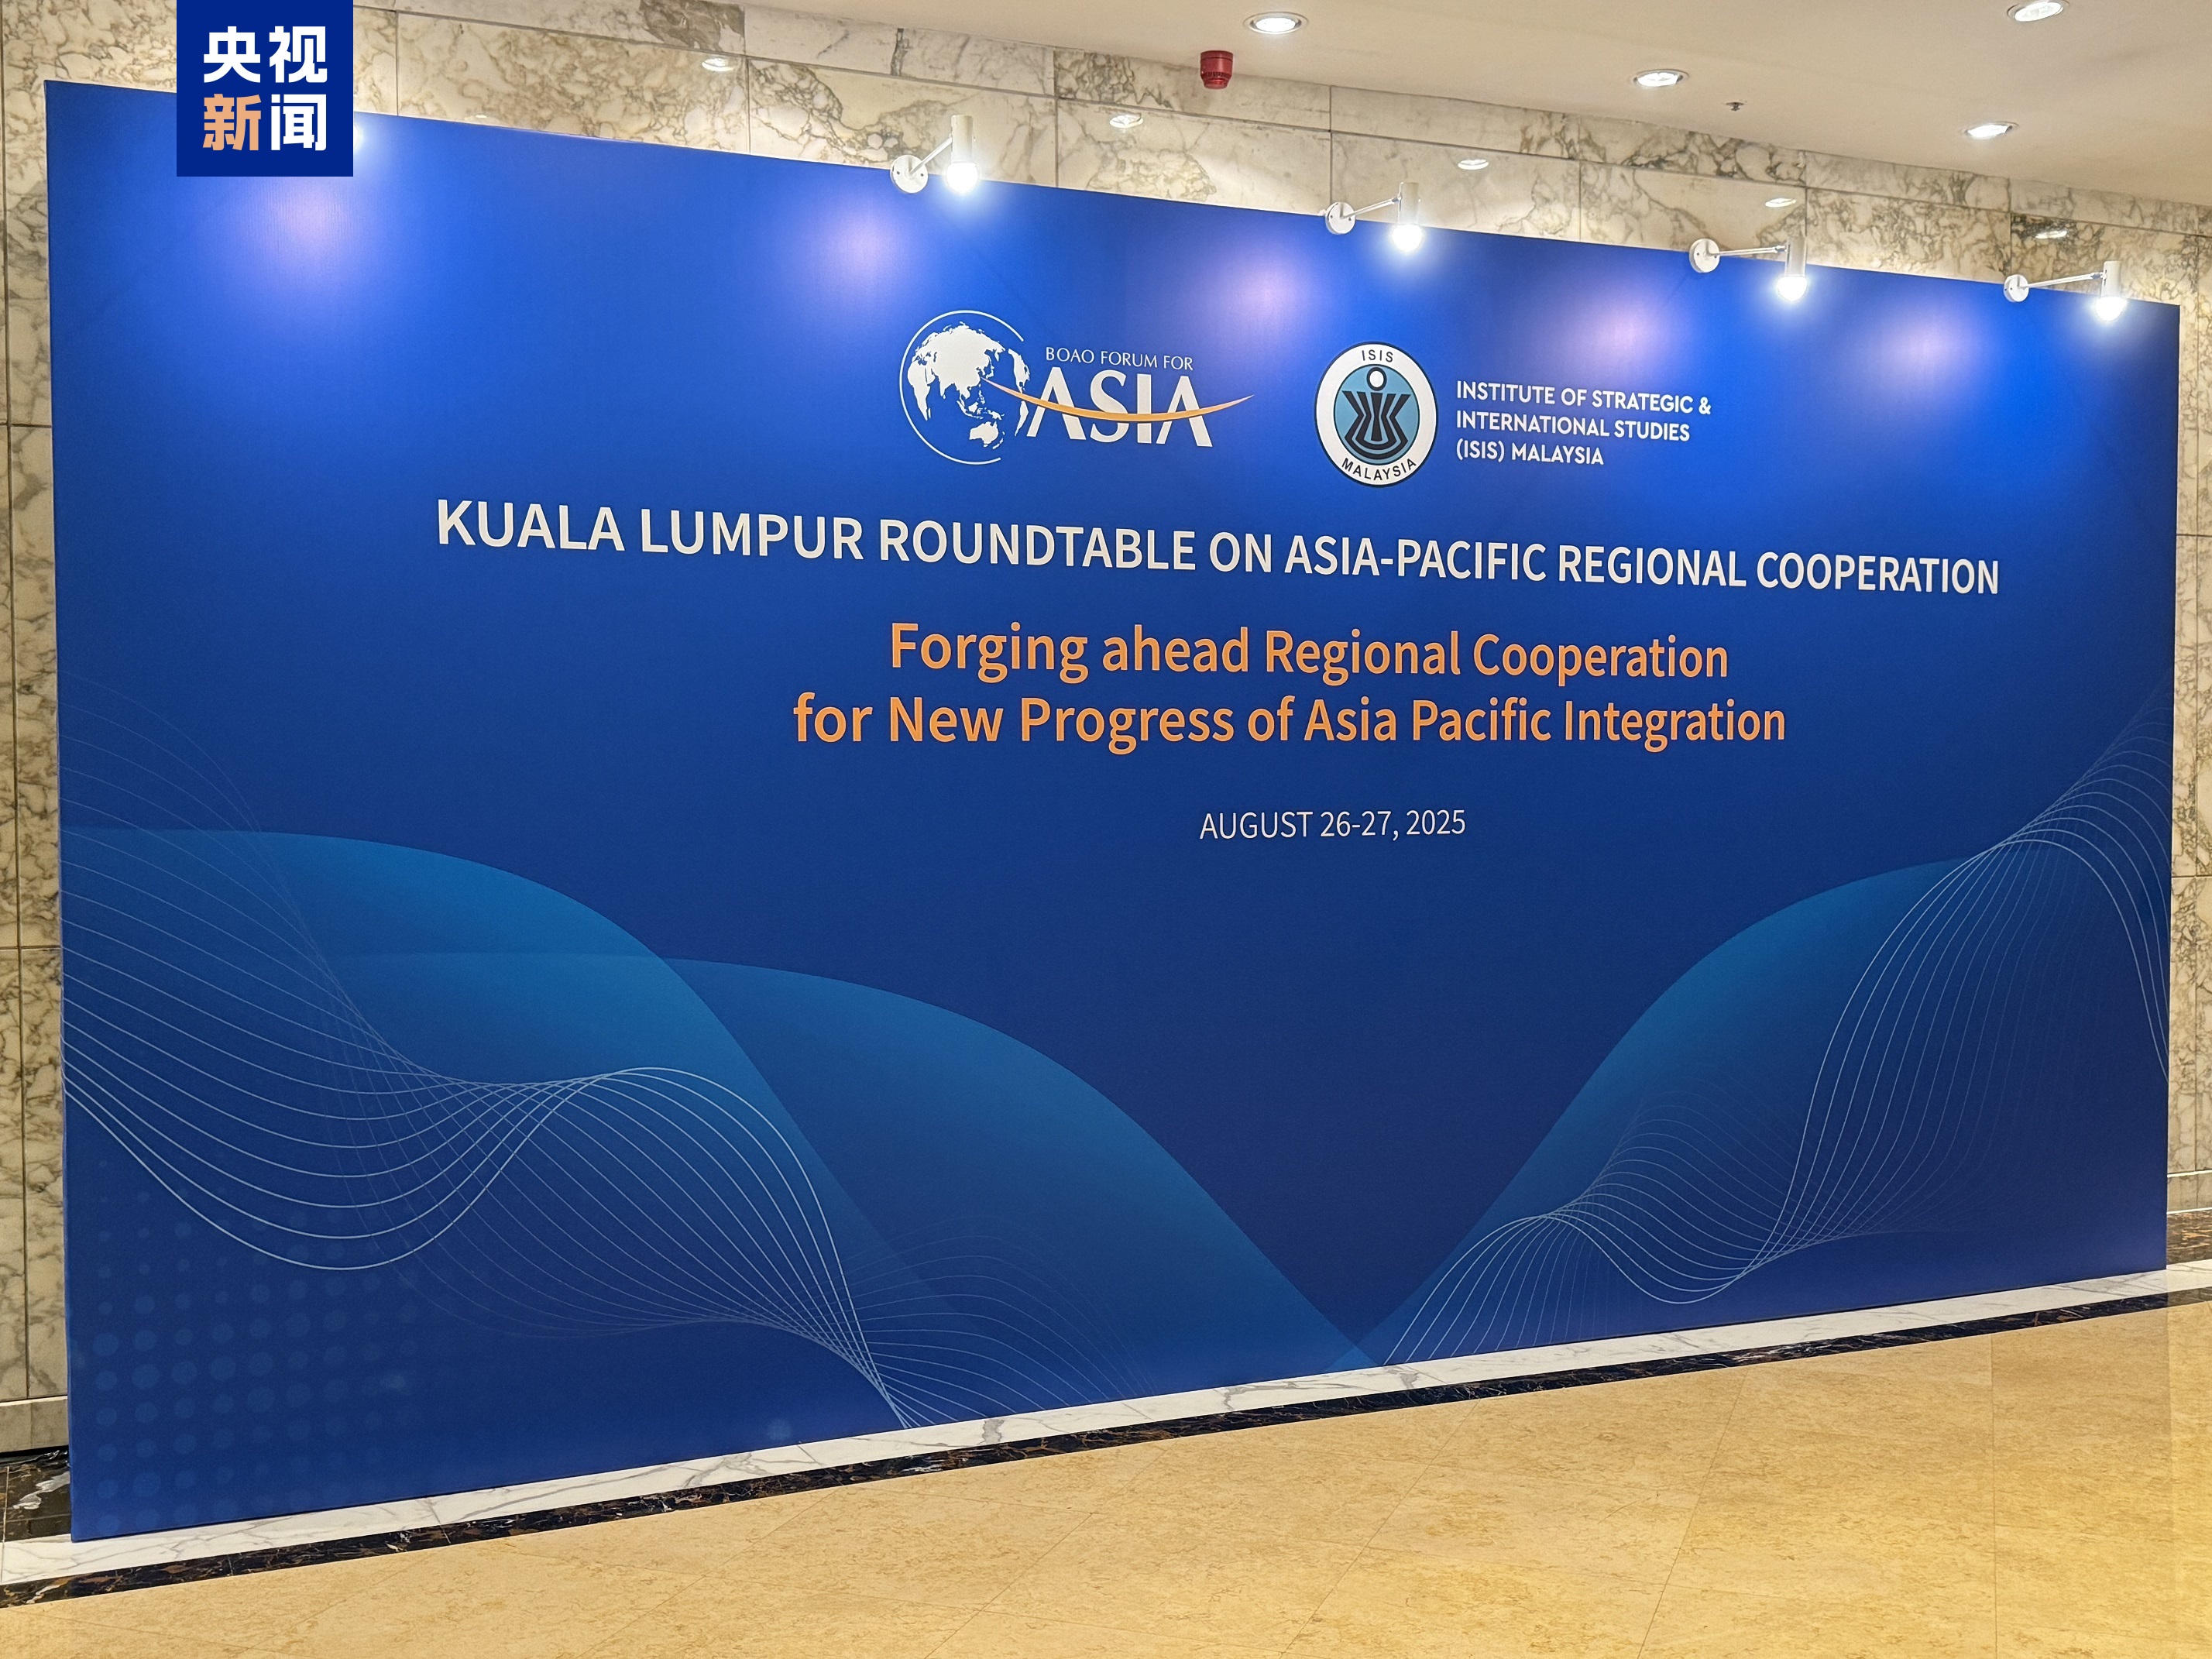 央视
新闻
BOAO FORUM FOR
ASIA
ISIS
MALAYSIA
INSTITUTE OF STRATEGIC &
INTERNATIONAL STUDIES
(ISIS) MALAYSIA
KUALA LUMPUR ROUNDTABLE ON ASIA-PACIFIC REGIONAL COOPERATION
Forging ahead Regional Cooperation
for New Progress of Asia Pacific Integration
AUGUST 26-27, 2025